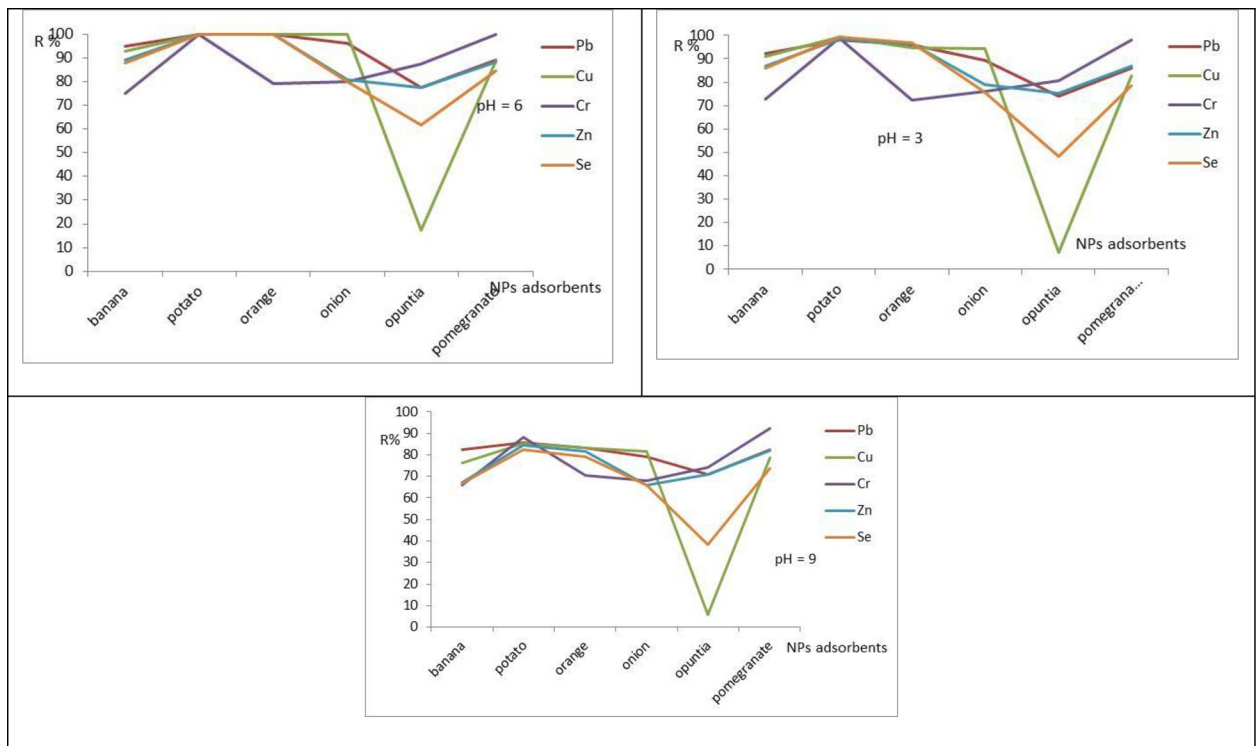 R %
100
90
80
70
60
50
40
30
20
10
0
banana
potato
orange
onion
opuntia
pomegranate
NPs adsorbents
pH = 6
Pb
Cu
Cr
Zn
Se
R %
100
90
80
70
60
50
40
30
20
10
0
banana
potato
orange
onion
opuntia
pomegrana...
NPs adsorbents
pH = 3
Pb
Cu
Cr
Zn
Se
R%
100
90
80
70
60
50
40
30
20
10
0
banana
potato
orange
onion
opuntia
pomegranate
NPs adsorbents
pH = 9
Pb
Cu
Cr
Zn
Se